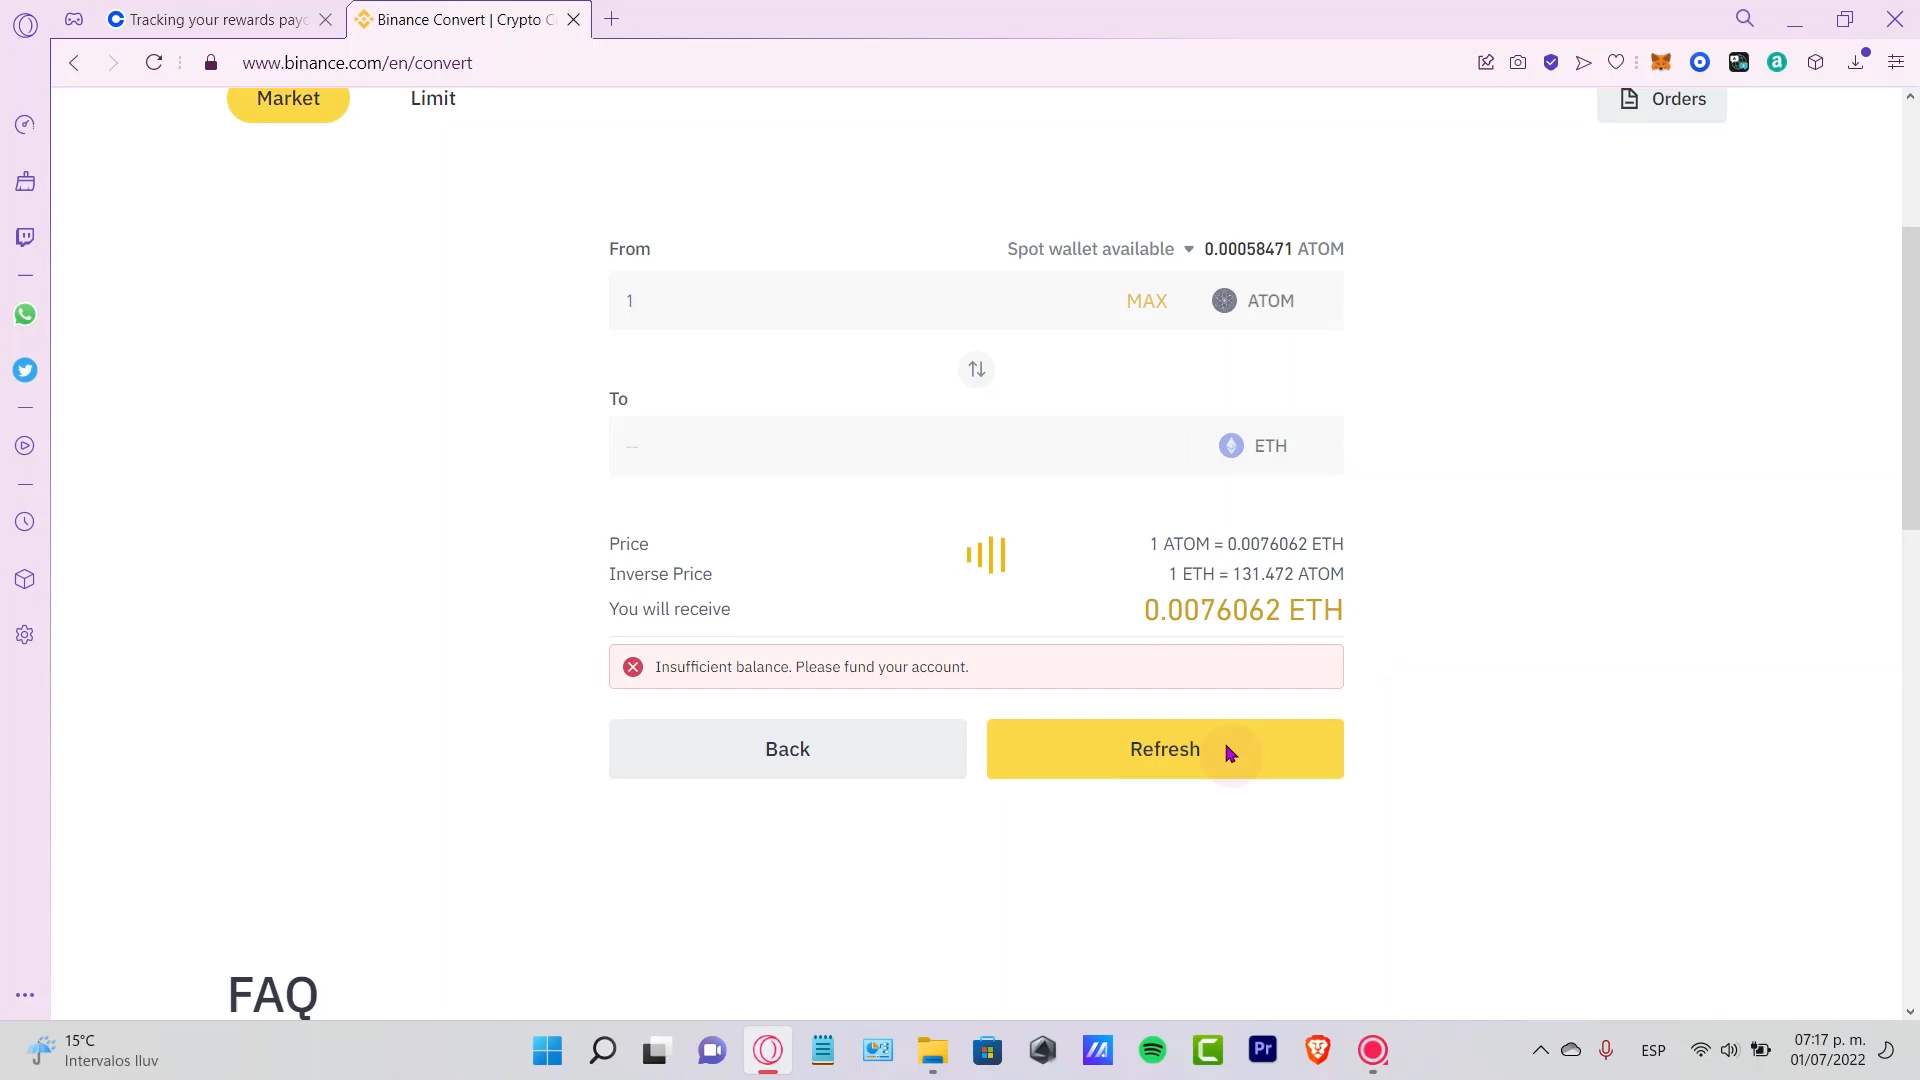 Tracking your rewards payo
Binance Convert | Crypto C
www.binance.com/en/convert
Market
Limit
Orders
From
Spot wallet available
0.00058471 ATOM
1
MAX
ATOM
To
--
ETH
Price
1 ATOM = 0.0076062 ETH
Inverse Price
1 ETH = 131.472 ATOM
You will receive
0.0076062 ETH
Insufficient balance. Please fund your account.
Back
Refresh
FAQ
15°C
Intervalos lluv
Pr
ESP
07:17 p. m.
01/07/2022